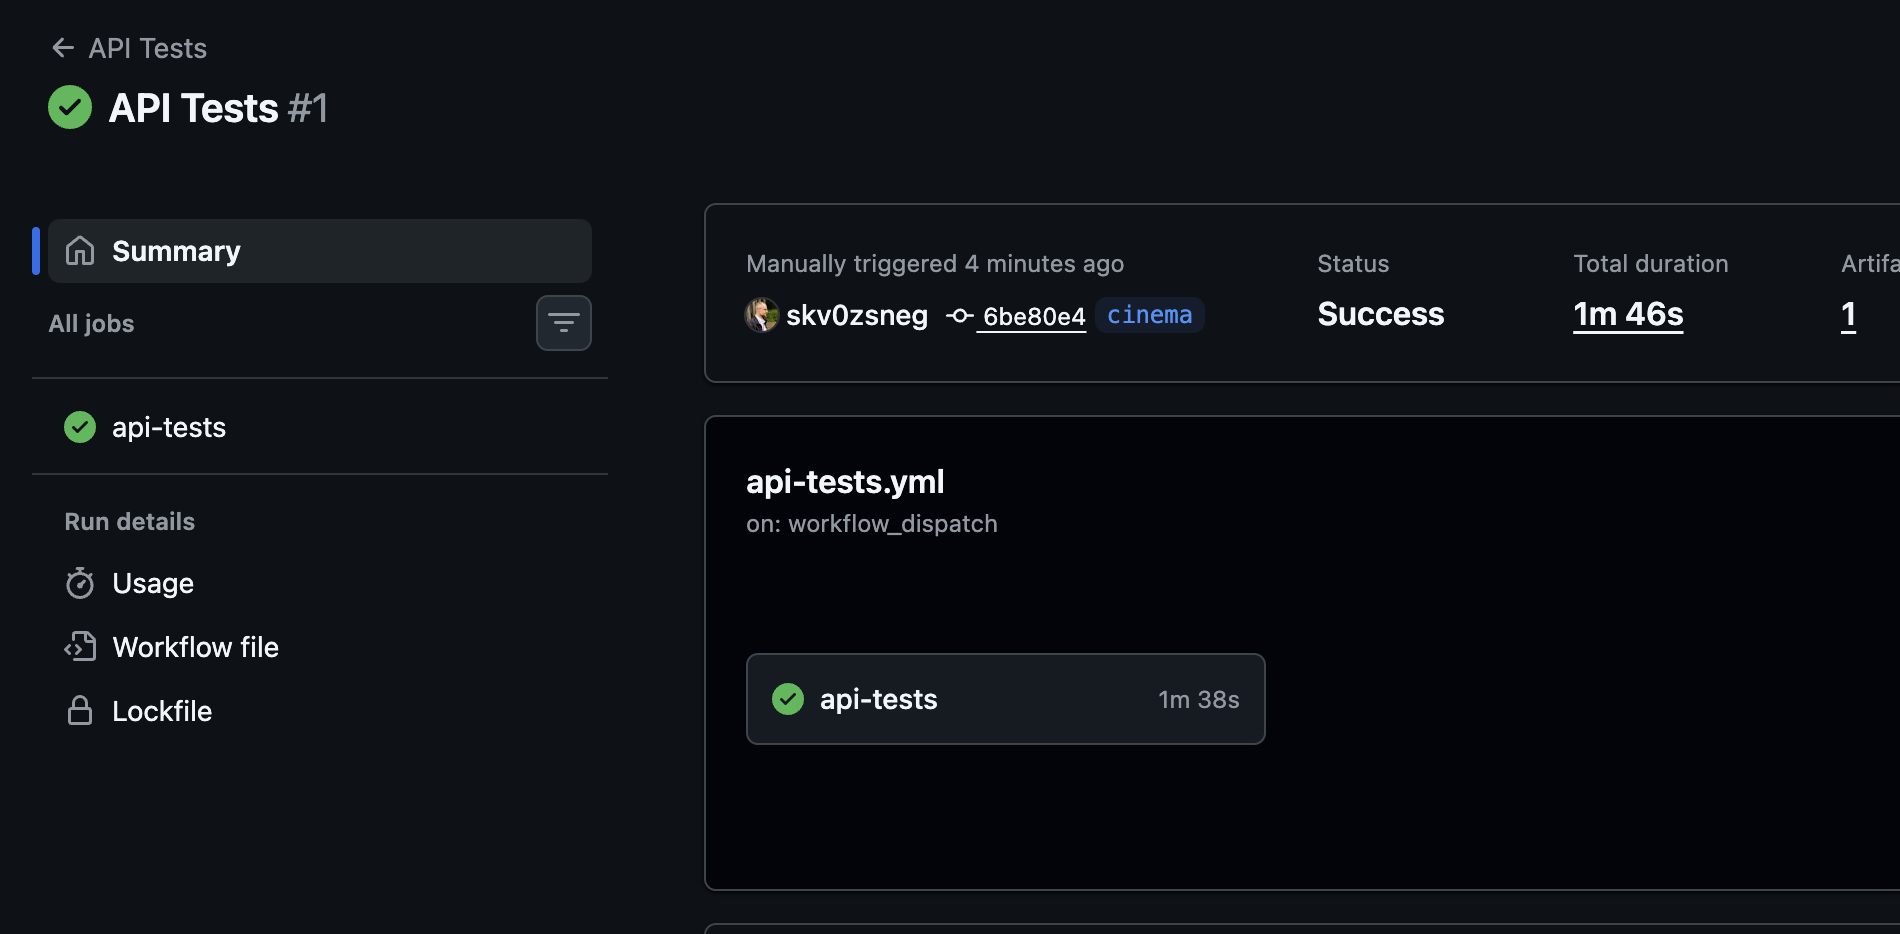 API Tests
API Tests #1
Summary
All jobs
api-tests
Run details
Usage
Workflow file
Lockfile
Manually triggered 4 minutes ago
skv0zsneg 6be80e4 cinema
Status
Success
Total duration
1m 46s
Artifa
1
api-tests.yml
on: workflow_dispatch
api-tests 1m 38s